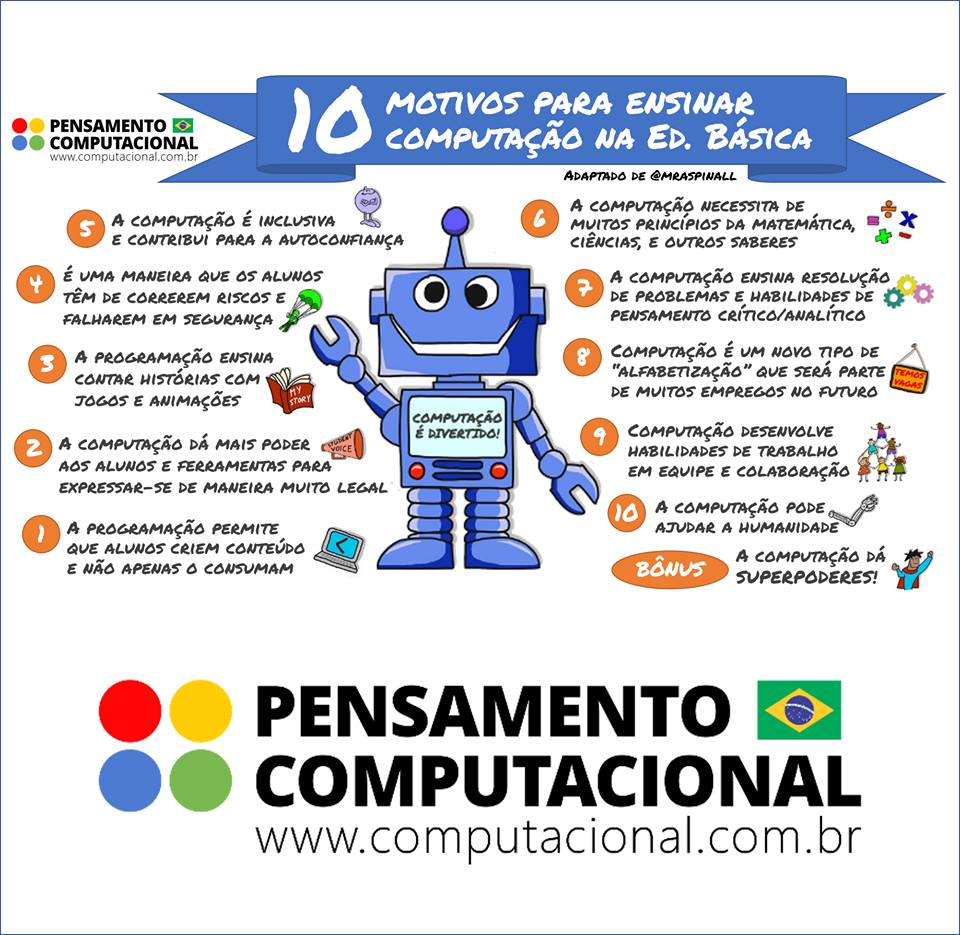 10 MOTIVOS PARA ENSINAR
COMPUTAÇÃO NA ED. BÁSICA
PENSAMENTO
COMPUTACIONAL
www.computacional.com.br
ADAPTADO DE @MRASPINALL
5 A COMPUTAÇÃO É INCLUSIVA
E CONTRIBUI PARA A AUTOCONFIANÇA
4 É UMA MANEIRA QUE OS ALUNOS
TÊM DE CORREREM RISCOS E
FALHAREM EM SEGURANÇA
3 A PROGRAMAÇÃO ENSINA
CONTAR HISTÓRIAS COM
JOGOS E ANIMAÇÕES
MY
STORY
2 A COMPUTAÇÃO DÁ MAIS PODER
AOS ALUNOS E FERRAMENTAS PARA
EXPRESSAR-SE DE MANEIRA MUITO LEGAL
STUDENT
VOICE
1 A PROGRAMAÇÃO PERMITE
QUE ALUNOS CRIEM CONTEÚDO
E NÃO APENAS O CONSUMAM
COMPUTAÇÃO
É DIVERTIDO!
6 A COMPUTAÇÃO NECESSITA DE
MUITOS PRINCÍPIOS DA MATEMÁTICA,
CIÊNCIAS, E OUTROS SABERES
7 A COMPUTAÇÃO ENSINA RESOLUÇÃO
DE PROBLEMAS E HABILIDADES DE
PENSAMENTO CRÍTICO/ANALÍTICO
8 COMPUTAÇÃO É UM NOVO TIPO DE
"ALFABETIZAÇÃO" QUE SERÁ PARTE
DE MUITOS EMPREGOS NO FUTURO
TEMOS
VAGAS
9 COMPUTAÇÃO DESENVOLVE
HABILIDADES DE TRABALHO
EM EQUIPE E COLABORAÇÃO
10 A COMPUTAÇÃO PODE
AJUDAR A HUMANIDADE
BÔNUS A COMPUTAÇÃO DÁ
SUPERPODERES!
PENSAMENTO
COMPUTACIONAL
www.computacional.com.br